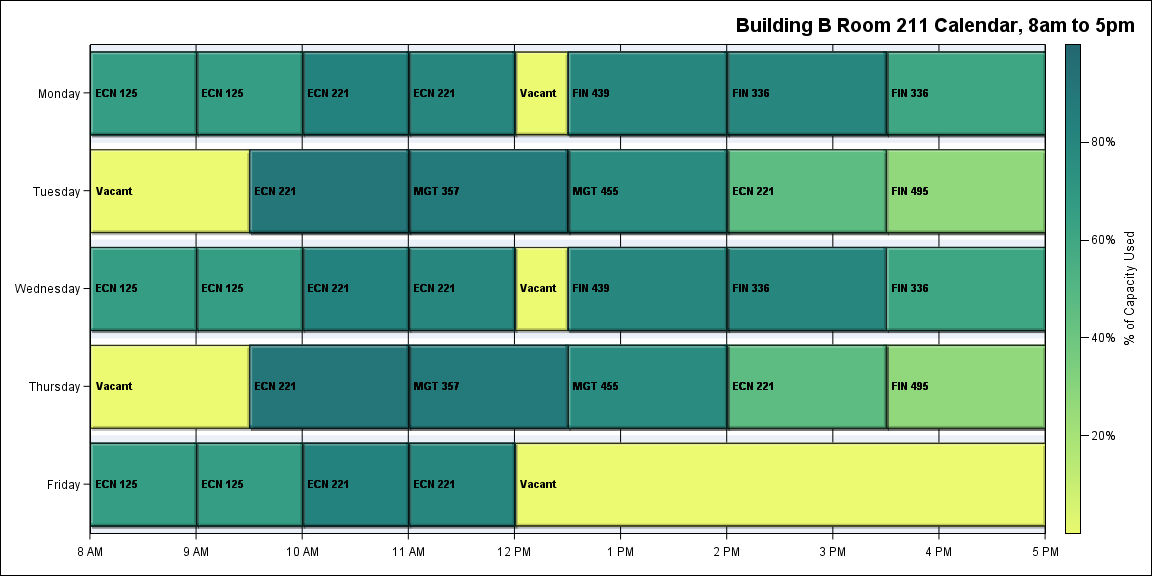 Building B Room 211 Calendar, 8am to 5pm
Monday
ECN 125
ECN 125
ECN 221
ECN 221
Vacant
FIN 439
FIN 336
FIN 336
Tuesday
Vacant
ECN 221
MGT 357
MGT 455
ECN 221
FIN 495
Wednesday
ECN 125
ECN 125
ECN 221
ECN 221
Vacant
FIN 439
FIN 336
FIN 336
Thursday
Vacant
ECN 221
MGT 357
MGT 455
ECN 221
FIN 495
Friday
ECN 125
ECN 125
ECN 221
ECN 221
Vacant
8 AM
9 AM
10 AM
11 AM
12 PM
1 PM
2 PM
3 PM
4 PM
5 PM
80%
60%
40%
20%
% of Capacity Used